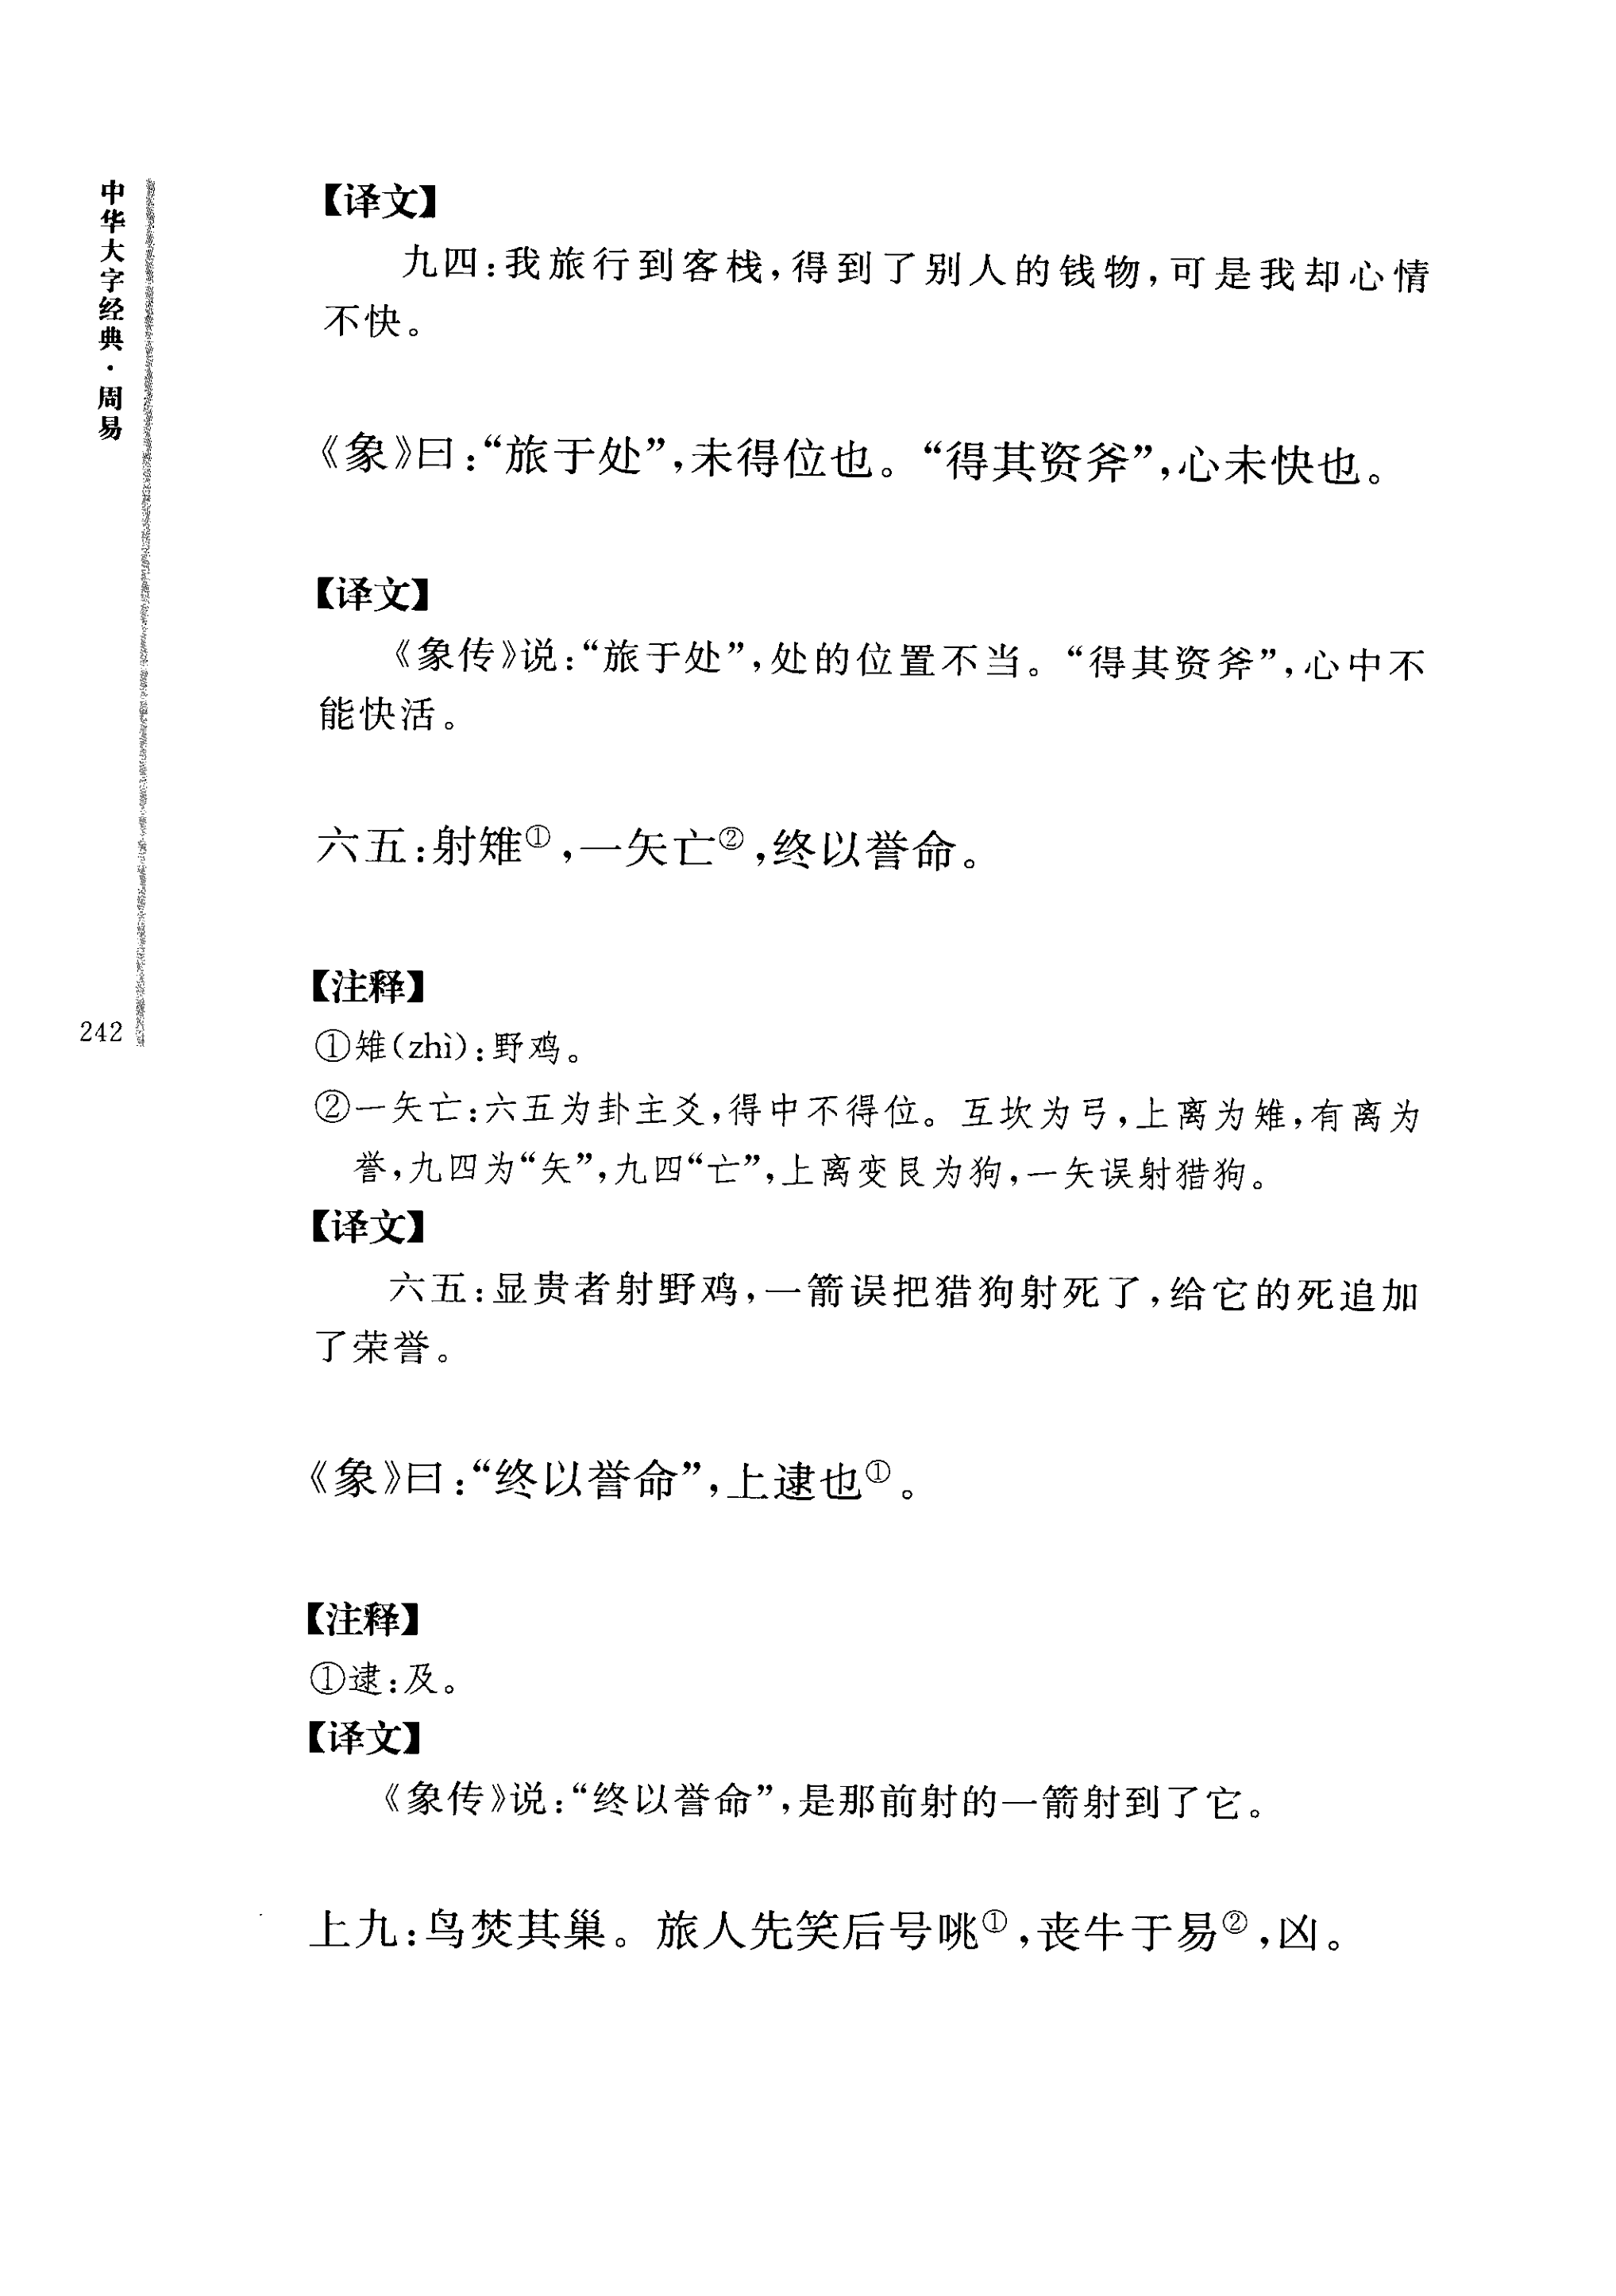 中华大字经典·周易
242
【译文】
九四：我旅行到客栈，得到了别人的钱物，可是我却心情
不快。
《象》曰：“旅于处”，未得位也。“得其资斧”，心未快也。
【译文】
《象传》说：“旅于处”，处的位置不当。“得其资斧”，心中不
能快活。
六五：射雉①，一矢亡②，终以誉命。
【注释】
①雉(zhì)：野鸡。
②一矢亡：六五为卦主爻，得中不得位。互坎为弓，上离为雉，有离为
誉，九四为“矢”，九四“亡”，上离变艮为狗，一矢误射猎狗。
【译文】
六五：显贵者射野鸡，一箭误把猎狗射死了，给它的死追加
了荣誉。
《象》曰：“终以誉命”，上逮也①。
【注释】
①逮：及。
【译文】
《象传》说：“终以誉命”，是那前射的一箭射到了它。
上九：鸟焚其巢。旅人先笑后号咷①，丧牛于易②，凶。